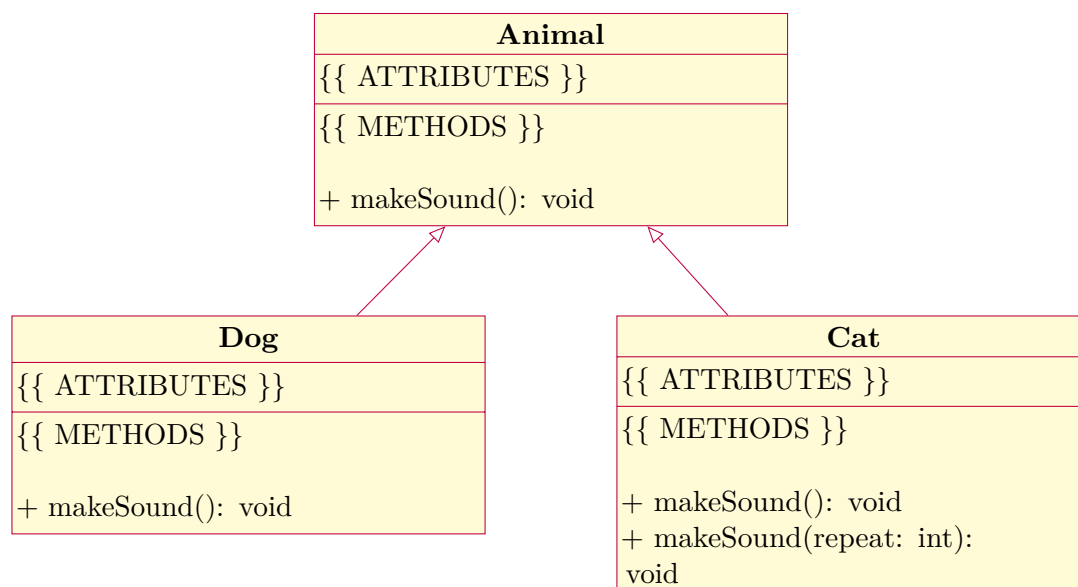 Animal
{{ ATTRIBUTES }}
{{ METHODS }}
+ makeSound(): void
Dog
{{ ATTRIBUTES }}
{{ METHODS }}
+ makeSound(): void
Cat
{{ ATTRIBUTES }}
{{ METHODS }}
+ makeSound(): void
+ makeSound(repeat: int):
void